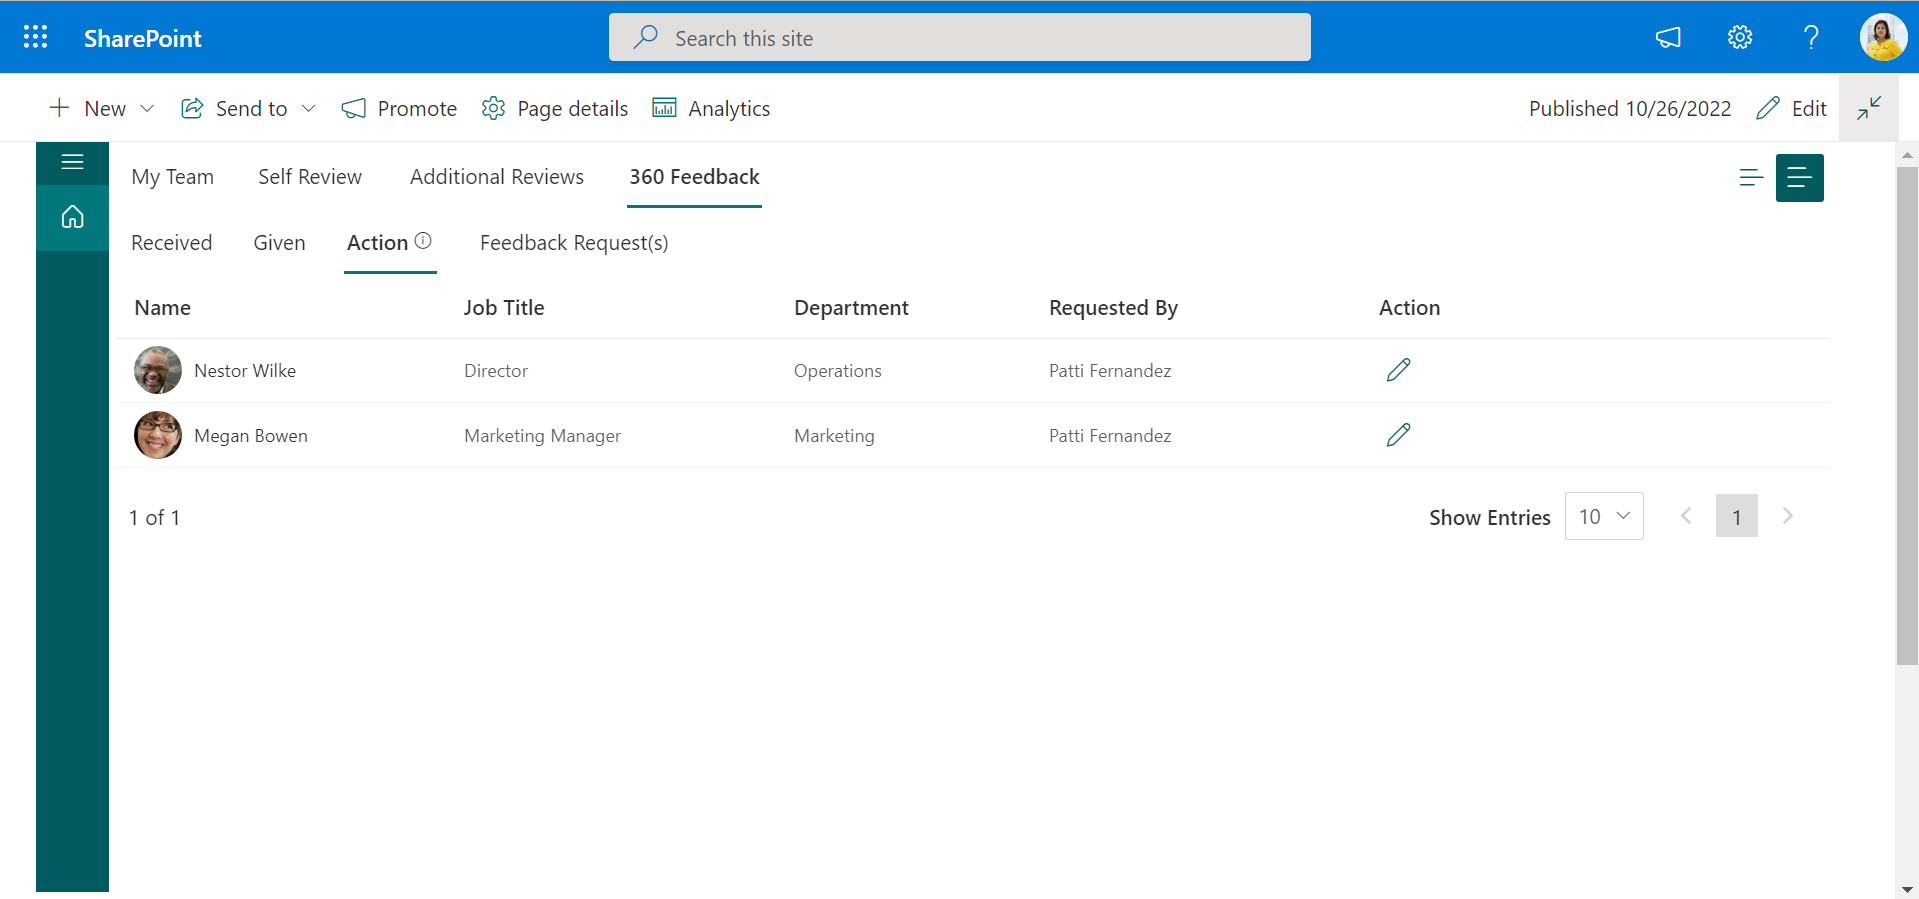 SharePoint
Search this site
New
Send to
Promote
Page details
Analytics
Published 10/26/2022
Edit
My Team
Self Review
Additional Reviews
360 Feedback
Received
Given
Action
Feedback Request(s)
Name Job Title Department Requested By Action
Nestor Wilke Director Operations Patti Fernandez
Megan Bowen Marketing Manager Marketing Patti Fernandez
1 of 1
Show Entries 10 1